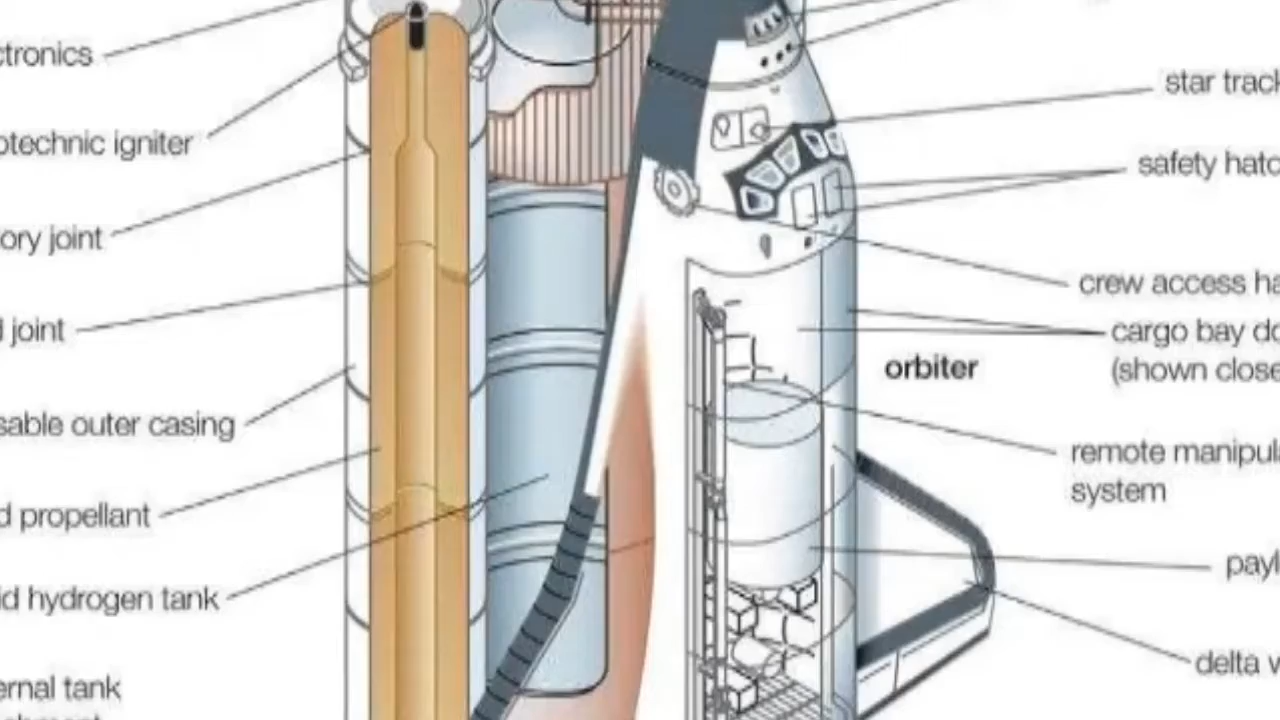 ctronics
otechnic igniter
ory joint
d joint
sable outer casing
d propellant
id hydrogen tank
ernal tank
star track
safety hatc
crew access ha
cargo bay do
(shown close
orbiter
remote manipula
system
payl
delta w